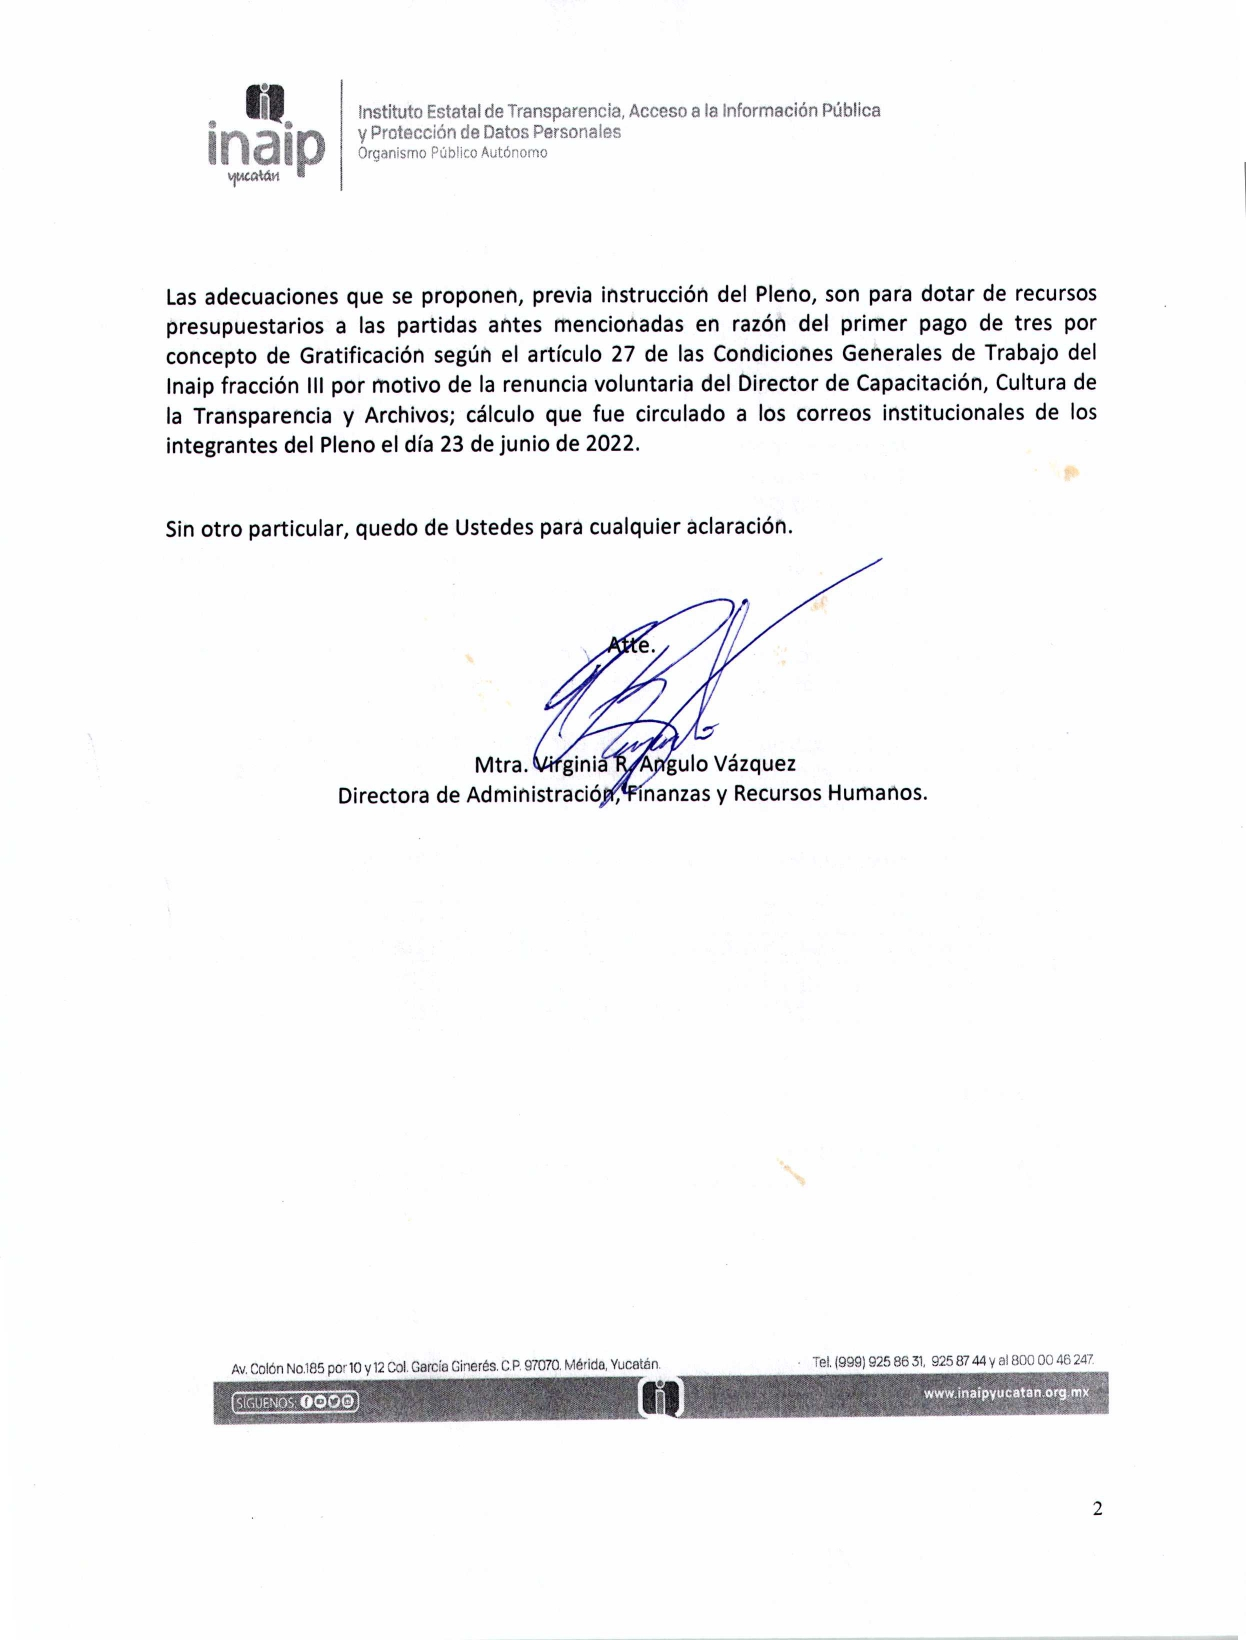 inaip
yucatán
Instituto Estatal de Transparencia, Acceso a la Información Pública
y Protección de Datos Personales
Organismo Público Autónomo
Las adecuaciones que se proponen, previa instrucción del Pleno, son para dotar de recursos
presupuestarios a las partidas antes mencionadas en razón del primer pago de tres por
concepto de Gratificación según el artículo 27 de las Condiciones Generales de Trabajo del
Inaip fracción III por motivo de la renuncia voluntaria del Director de Capacitación, Cultura de
la Transparencia y Archivos; cálculo que fue circulado a los correos institucionales de los
integrantes del Pleno el día 23 de junio de 2022.
Sin otro particular, quedo de Ustedes para cualquier aclaración.
Atte.
Mtra. Virginia R. Angulo Vázquez
Directora de Administración, Finanzas y Recursos Humanos.
Av. Colón No.185 por 10 y 12 Col. García Ginerés. C.P. 97070. Mérida, Yucatán.
Tel. (999) 925 86 31, 925 87 44 y al 800 00 46 247.
SÍGUENOS:
www.inaipyucatan.org.mx
2